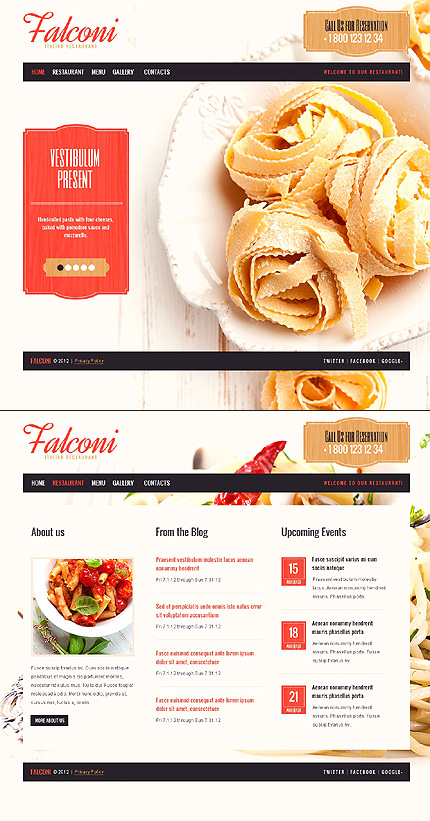 Falconi
ITALIAN RESTAURANT
Call Us for Reservation
+1 800 123 12 34
HOME RESTAURANT MENU GALLERY CONTACTS
WELCOME TO OUR RESTAURANT!
VESTIBULUM
PRESENT
Hand-rolled pasta with four cheeses,
baked with pomodoro sauce and
mozzarella.
FALCONI © 2012 | Privacy Policy
TWITTER | FACEBOOK | GOOGLE+
Falconi
ITALIAN RESTAURANT
Call Us for Reservation
+1 800 123 12 34
HOME RESTAURANT MENU GALLERY CONTACTS
WELCOME TO OUR RESTAURANT!
About us
Fusce suscipit varius mi. Cum sociis natoque
penatibus et magnis dis parturient montes,
nascetur ridiculus mus. Nulla dui. Fusce feugiat
malesuada odio. Morbi nunc odio, gravida at,
cursus nec, luctus a, lorem.
MORE ABOUT US
From the Blog
Praesent vestibulum molestie lacus aenean
nonummy hendrerit
Fri 7.1.12 through Sun 7.31.12
Sed ut perspiciatis unde omnis iste natus error
sit voluptatem accusantium
Fri 7.1.12 through Sun 7.31.12
Fusce euismod consequat ante lorem ipsum
dolor sit amet, consectetuer
Fri 7.1.12 through Sun 7.31.12
Fusce euismod consequat ante lorem ipsum
dolor sit amet, consectetuer
Fri 7.1.12 through Sun 7.31.12
Upcoming Events
15
AUGUST
Fusce suscipit varius mi cum
sociis natoque
Praesent vestibulum molestie
lacus. Aenean nonummy hendrerit
mauris. Phasellus porta.
18
AUGUST
Aenean nonummy hendrerit
mauris phasellus porta
Aenean nonummy hendrerit
mauris. Phasellus porta. Fusce
suscipit varius mi.
21
AUGUST
Aenean nonummy hendrerit
mauris phasellus porta
Aenean nonummy hendrerit
mauris. Phasellus porta. Fusce
suscipit varius mi.
FALCONI © 2012 | Privacy Policy
TWITTER | FACEBOOK | GOOGLE+